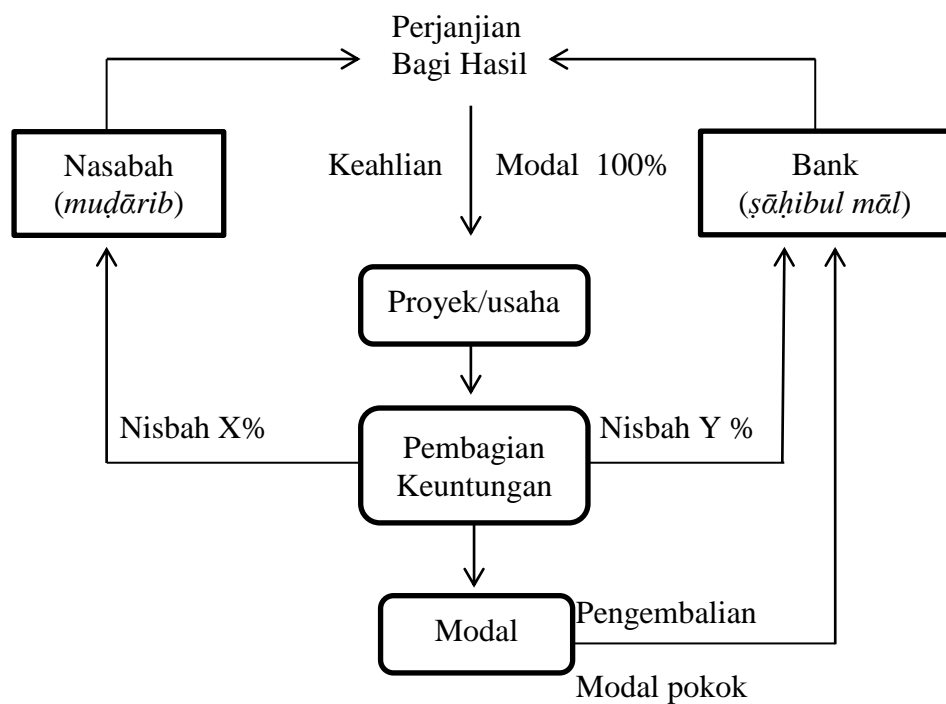 Perjanjian
Bagi Hasil
Nasabah
(muḍārib)
Keahlian
Modal 100%
Bank
(ṣāḥibul māl)
Proyek/usaha
Nisbah X%
Pembagian
Keuntungan
Nisbah Y %
Modal
Pengembalian
Modal pokok